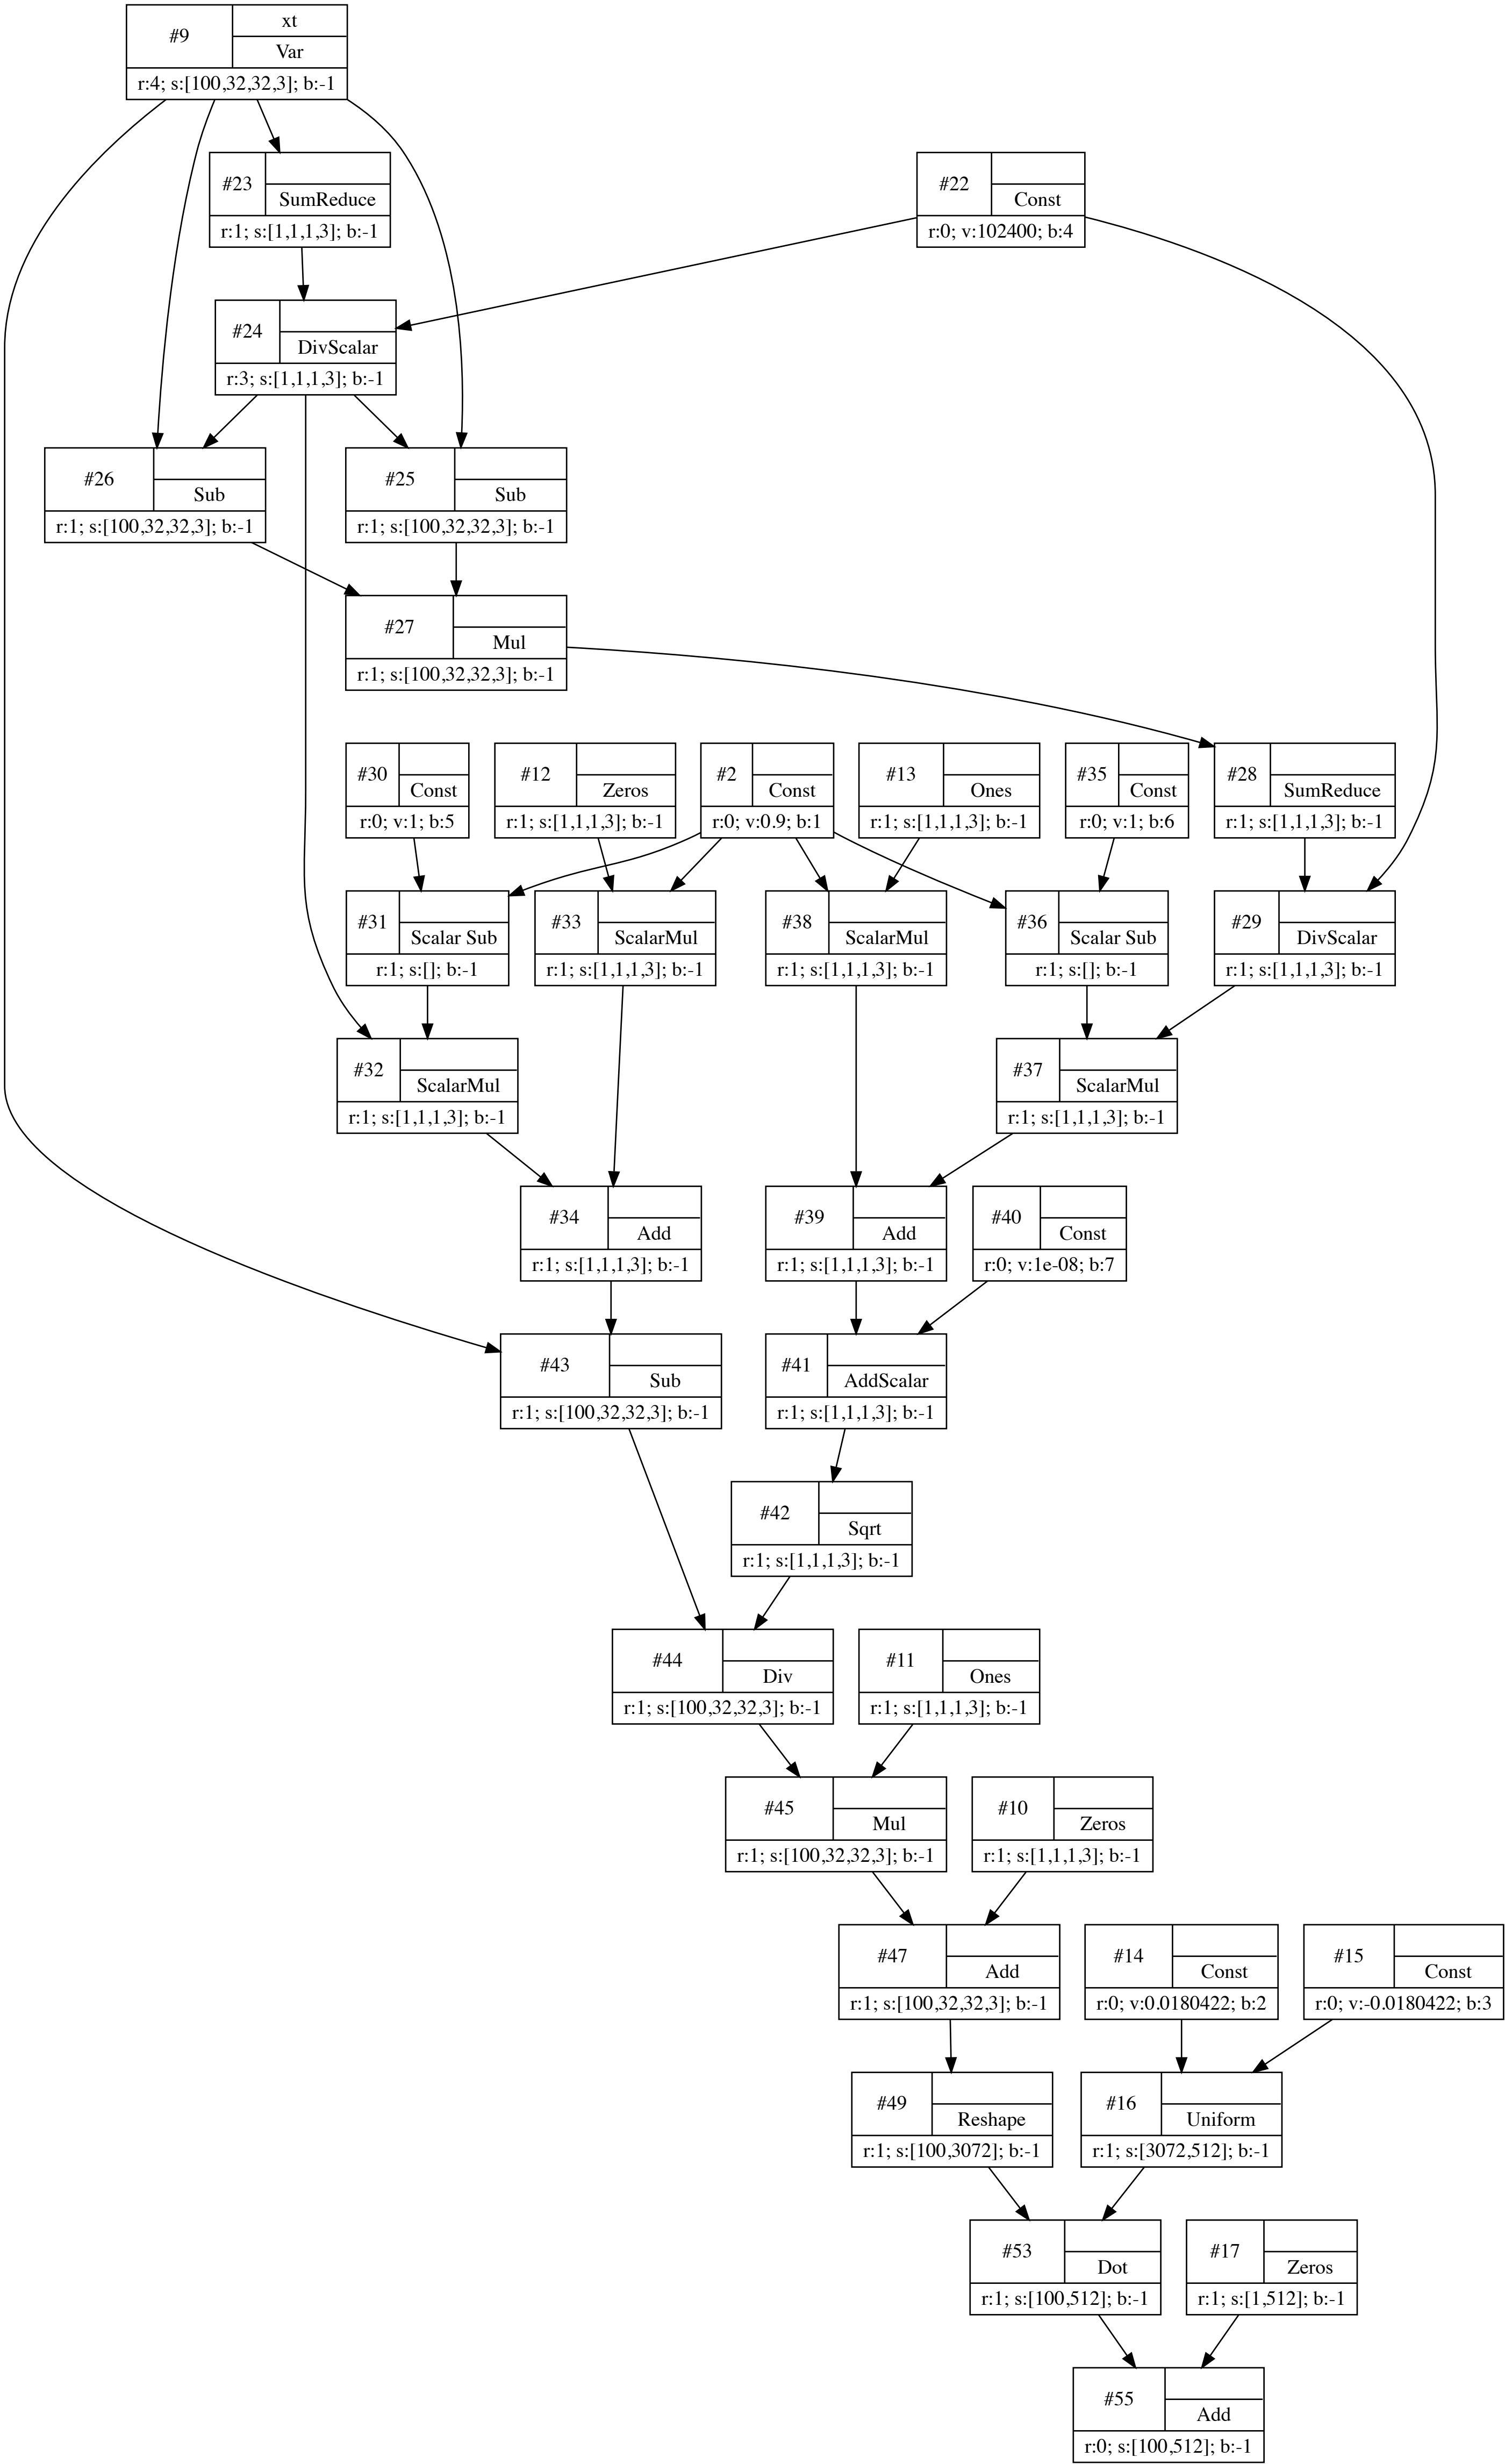 #9
xt
Var
r:4; s:[100,32,32,3]; b:-1
#23
SumReduce
r:1; s:[1,1,1,3]; b:-1
#22
Const
r:0; v:102400; b:4
#24
DivScalar
r:3; s:[1,1,1,3]; b:-1
#26
Sub
r:1; s:[100,32,32,3]; b:-1
#25
Sub
r:1; s:[100,32,32,3]; b:-1
#27
Mul
r:1; s:[100,32,32,3]; b:-1
#30
Const
r:0; v:1; b:5
#12
Zeros
r:1; s:[1,1,1,3]; b:-1
#2
Const
r:0; v:0.9; b:1
#13
Ones
r:1; s:[1,1,1,3]; b:-1
#35
Const
r:0; v:1; b:6
#28
SumReduce
r:1; s:[1,1,1,3]; b:-1
#31
Scalar Sub
r:1; s:[]; b:-1
#33
ScalarMul
r:1; s:[1,1,1,3]; b:-1
#38
ScalarMul
r:1; s:[1,1,1,3]; b:-1
#36
Scalar Sub
r:1; s:[]; b:-1
#29
DivScalar
r:1; s:[1,1,1,3]; b:-1
#32
ScalarMul
r:1; s:[1,1,1,3]; b:-1
#37
ScalarMul
r:1; s:[1,1,1,3]; b:-1
#34
Add
r:1; s:[1,1,1,3]; b:-1
#39
Add
r:1; s:[1,1,1,3]; b:-1
#40
Const
r:0; v:1e-08; b:7
#43
Sub
r:1; s:[100,32,32,3]; b:-1
#41
AddScalar
r:1; s:[1,1,1,3]; b:-1
#42
Sqrt
r:1; s:[1,1,1,3]; b:-1
#44
Div
r:1; s:[100,32,32,3]; b:-1
#11
Ones
r:1; s:[1,1,1,3]; b:-1
#45
Mul
r:1; s:[100,32,32,3]; b:-1
#10
Zeros
r:1; s:[1,1,1,3]; b:-1
#47
Add
r:1; s:[100,32,32,3]; b:-1
#14
Const
r:0; v:0.0180422; b:2
#15
Const
r:0; v:-0.0180422; b:3
#49
Reshape
r:1; s:[100,3072]; b:-1
#16
Uniform
r:1; s:[3072,512]; b:-1
#53
Dot
r:1; s:[100,512]; b:-1
#17
Zeros
r:1; s:[1,512]; b:-1
#55
Add
r:0; s:[100,512]; b:-1